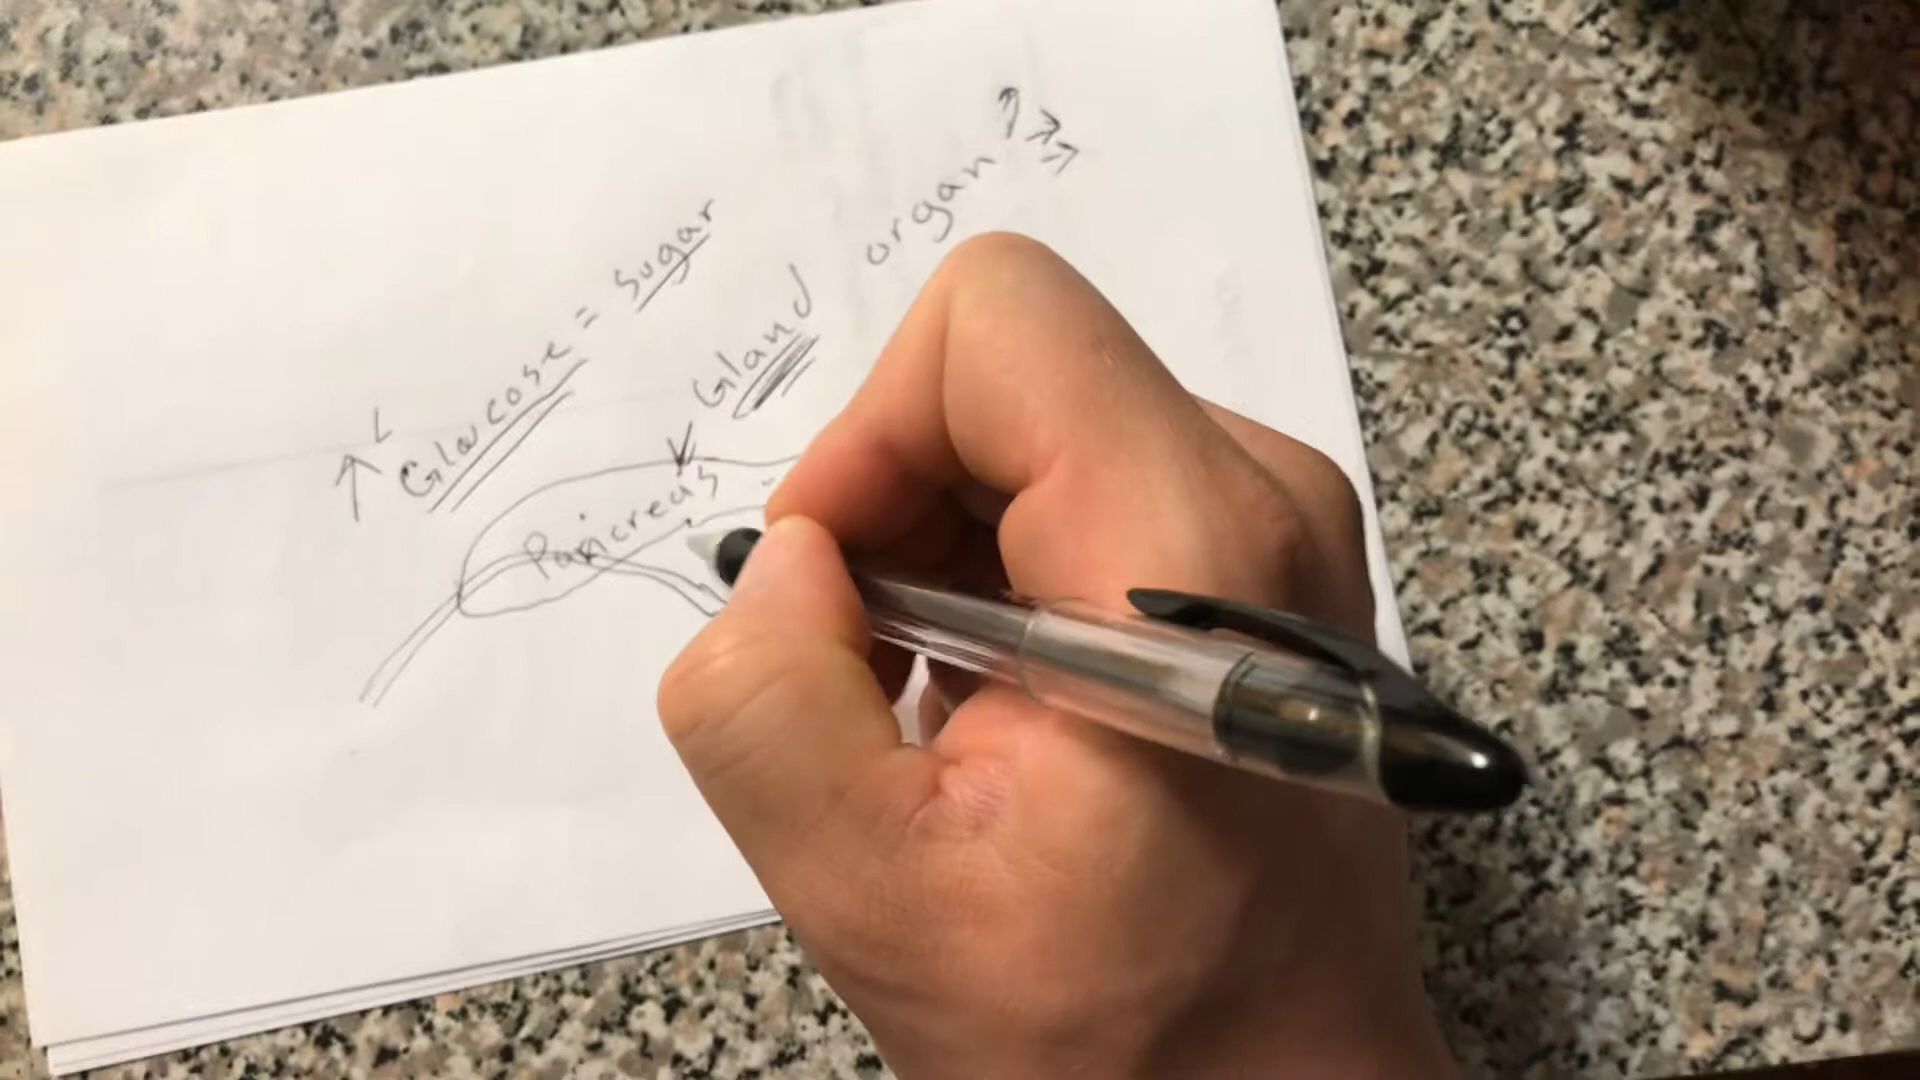 Glucose = Sugar
Gland organ
Pancreas